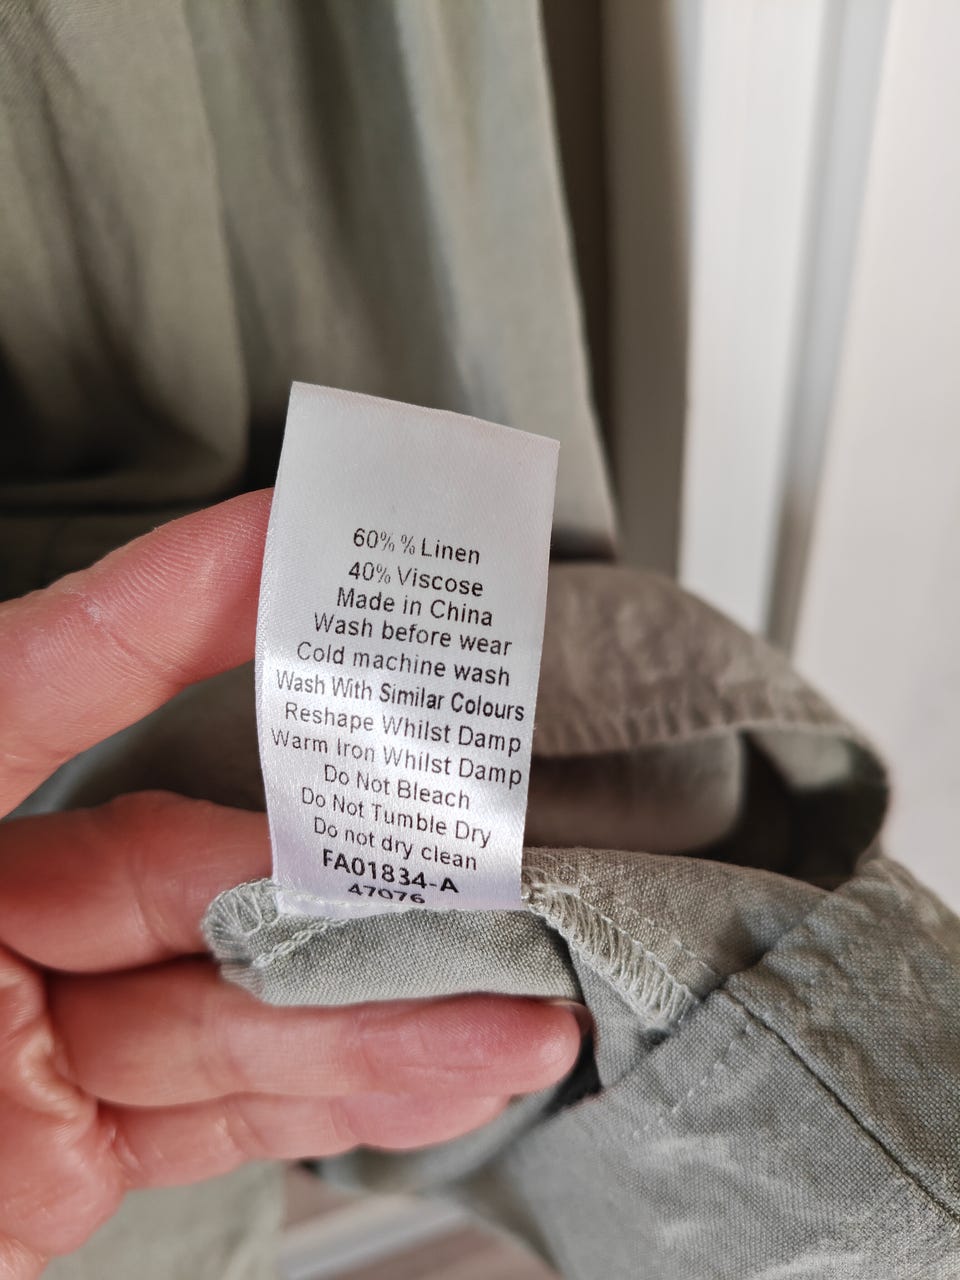 60% % Linen
40% Viscose
Made in China
Wash before wear
Cold machine wash
Wash With Similar Colours
Reshape Whilst Damp
Warm Iron Whilst Damp
Do Not Bleach
Do Not Tumble Dry
Do not dry clean
FA01834-A
47076